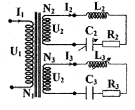 I₁ N₂ I₂ L₂
U₂
C₂ R₂
U₁
N₃ I₃ L₃
U₃
C₃ R₃
N₁